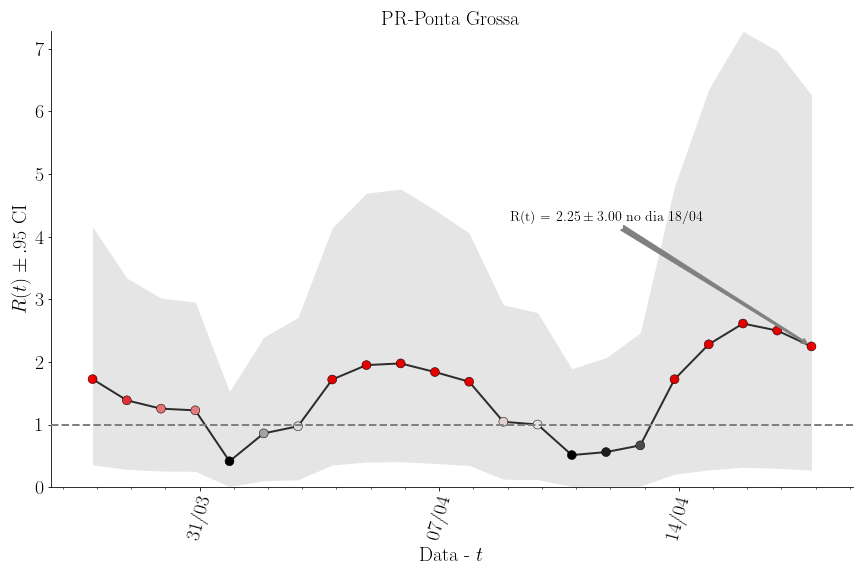 PR-Ponta Grossa
7
6
5
4
3
2
1
0
R(t) ± .95 CI
R(t) = 2.25 ± 3.00 no dia 18/04
31/03
07/04
14/04
Data - t